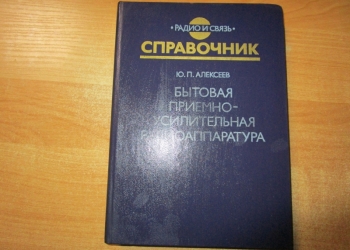 • РАДИО И СВЯЗЬ •
СПРАВОЧНИК
Ю. П. АЛЕКСЕЕВ
БЫТОВАЯ
ПРИЕМНО-
УСИЛИТЕЛЬНАЯ
РАДИОАППАРАТУРА